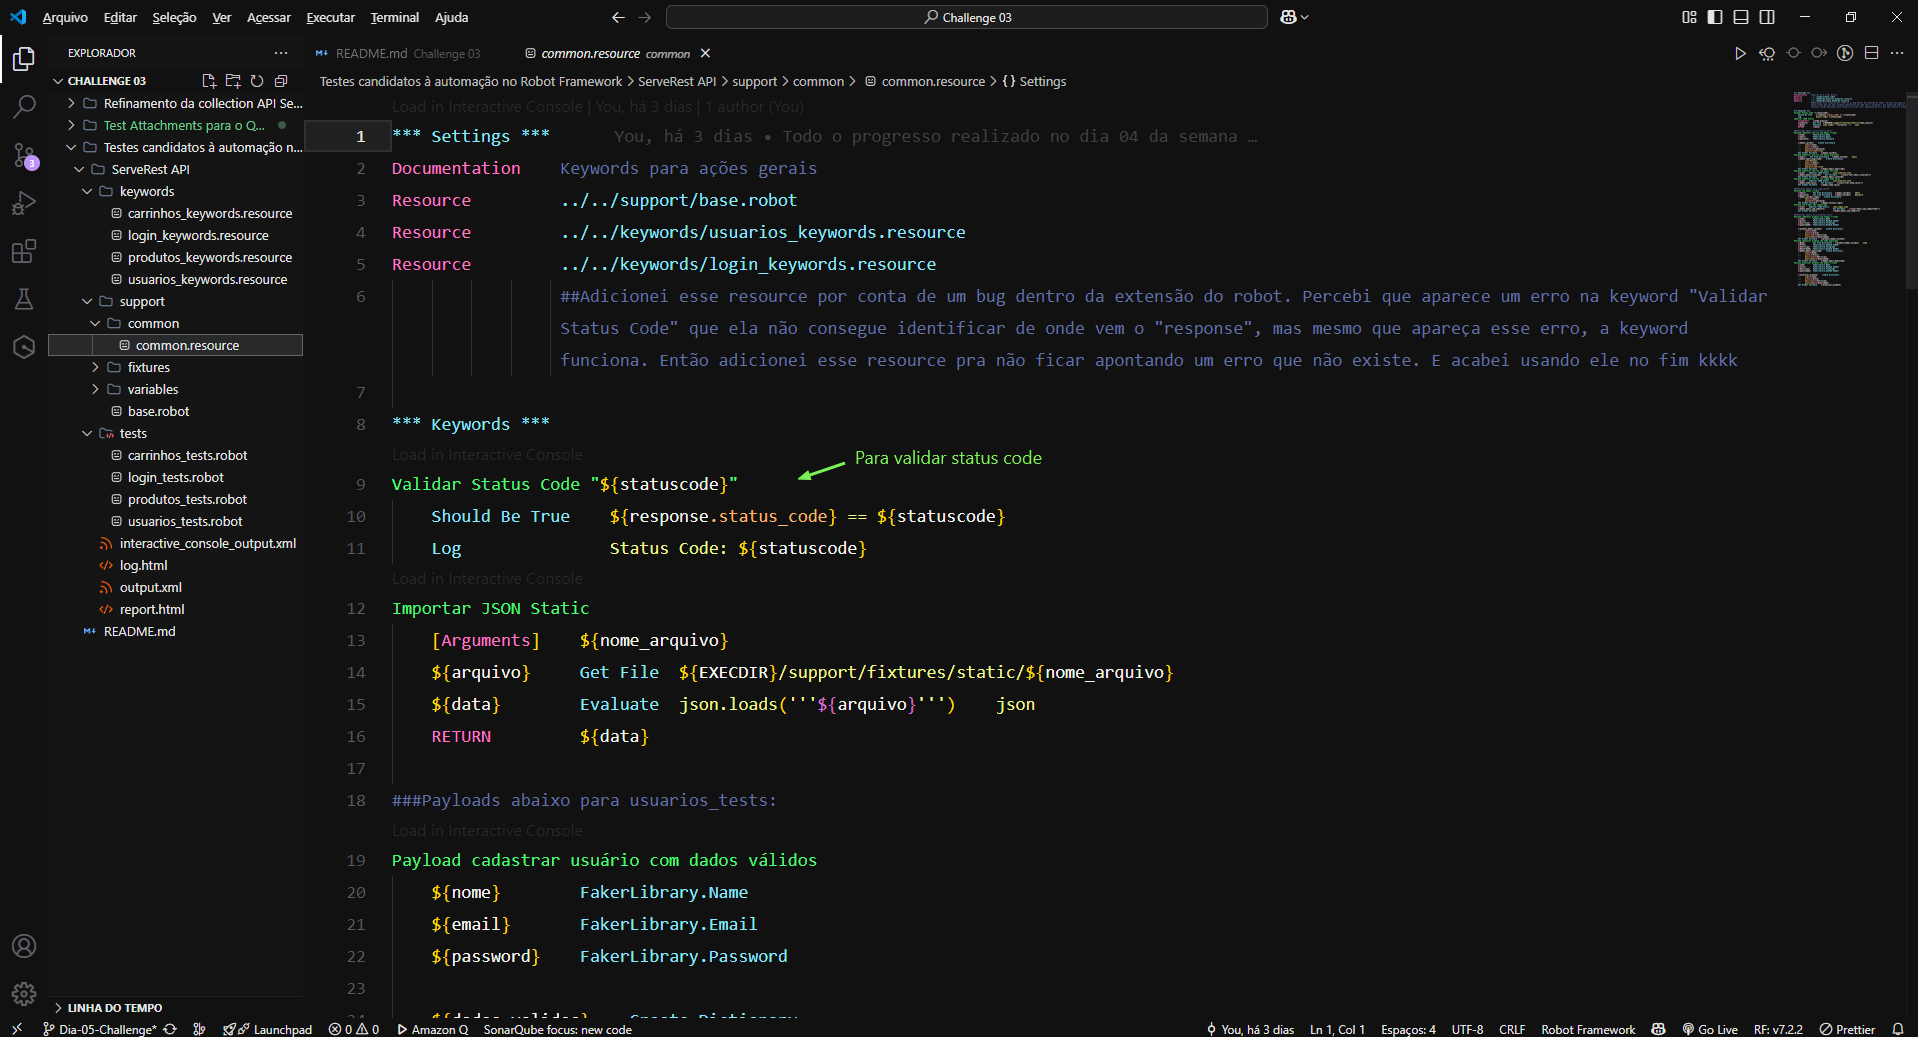 Arquivo Editar Seleção Ver Acessar Executar Terminal Ajuda
Challenge 03
EXPLORADOR
CHALLENGE 03
Refinamento da collection API Se...
Test Attachments para o Q...
Testes candidatos à automação n...
ServeRest API
keywords
carrinhos_keywords.resource
login_keywords.resource
produtos_keywords.resource
usuarios_keywords.resource
support
common
common.resource
fixtures
variables
base.robot
tests
carrinhos_tests.robot
login_tests.robot
produtos_tests.robot
usuarios_tests.robot
interactive_console_output.xml
log.html
output.xml
report.html
README.md
LINHA DO TEMPO
README.md Challenge 03
common.resource common
Testes candidatos à automação no Robot Framework > ServeRest API > support > common > common.resource > {} Settings
Load in Interactive Console | You, há 3 dias | 1 author (You)
1 *** Settings *** You, há 3 dias • Todo o progresso realizado no dia 04 da semana …
2 Documentation Keywords para ações gerais
3 Resource ../../support/base.robot
4 Resource ../../keywords/usuarios_keywords.resource
5 Resource ../../keywords/login_keywords.resource
6 ##Adicionei esse resource por conta de um bug dentro da extensão do robot. Percebi que aparece um erro na keyword "Validar
Status Code" que ela não consegue identificar de onde vem o "response", mas mesmo que apareça esse erro, a keyword
funciona. Então adicionei esse resource pra não ficar apontando um erro que não existe. E acabei usando ele no fim kkkk
7
8 *** Keywords ***
Load in Interactive Console
Para validar status code
9 Validar Status Code "${statuscode}"
10 Should Be True ${response.status_code} == ${statuscode}
11 Log Status Code: ${statuscode}
Load in Interactive Console
12 Importar JSON Static
13 [Arguments] ${nome_arquivo}
14 ${arquivo} Get File ${EXECDIR}/support/fixtures/static/${nome_arquivo}
15 ${data} Evaluate json.loads('''${arquivo}''') json
16 RETURN ${data}
17
18 ###Payloads abaixo para usuarios_tests:
Load in Interactive Console
19 Payload cadastrar usuário com dados válidos
20 ${nome} FakerLibrary.Name
21 ${email} FakerLibrary.Email
22 ${password} FakerLibrary.Password
23
3
Dia-05-Challenge* Launchpad 0 0 Amazon Q SonarQube focus: new code You, há 3 dias Ln 1, Col 1 Espaços: 4 UTF-8 CRLF Robot Framework Go Live RF: v7.2.2 Prettier